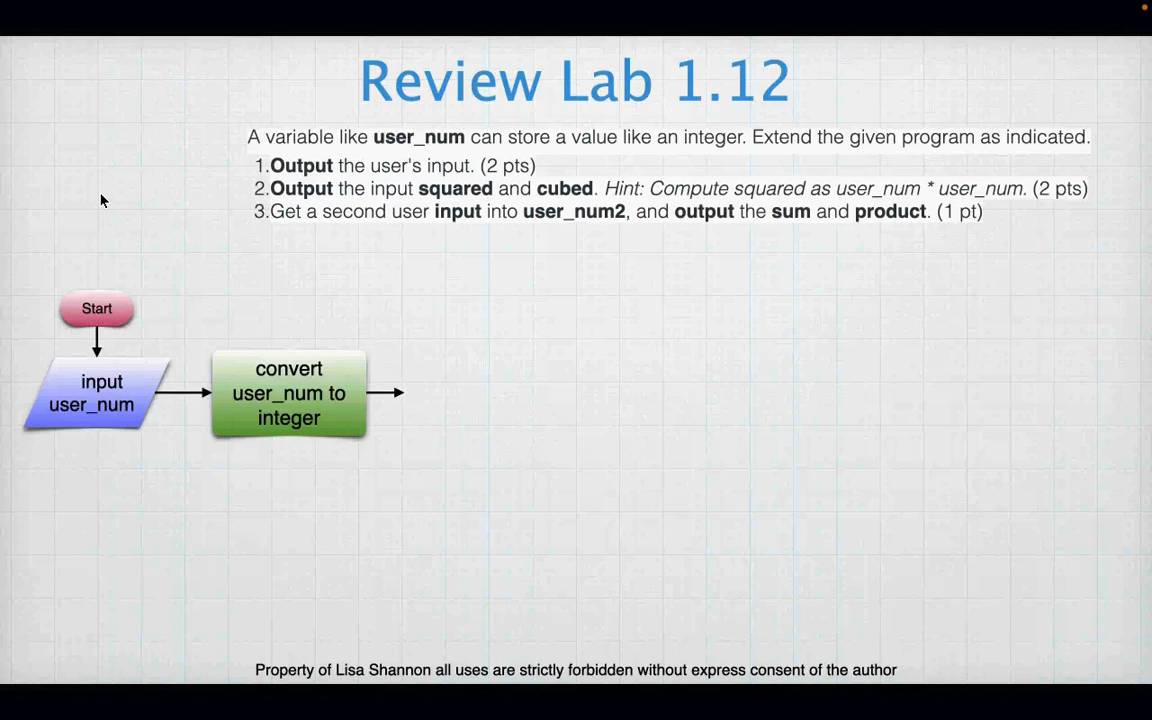 Review Lab 1.12
A variable like user_num can store a value like an integer. Extend the given program as indicated.
1.Output the user's input. (2 pts)
2.Output the input squared and cubed. Hint: Compute squared as user_num * user_num. (2 pts)
3.Get a second user input into user_num2, and output the sum and product. (1 pt)
Start
input
user_num
convert
user_num to
integer
Property of Lisa Shannon all uses are strictly forbidden without express consent of the author